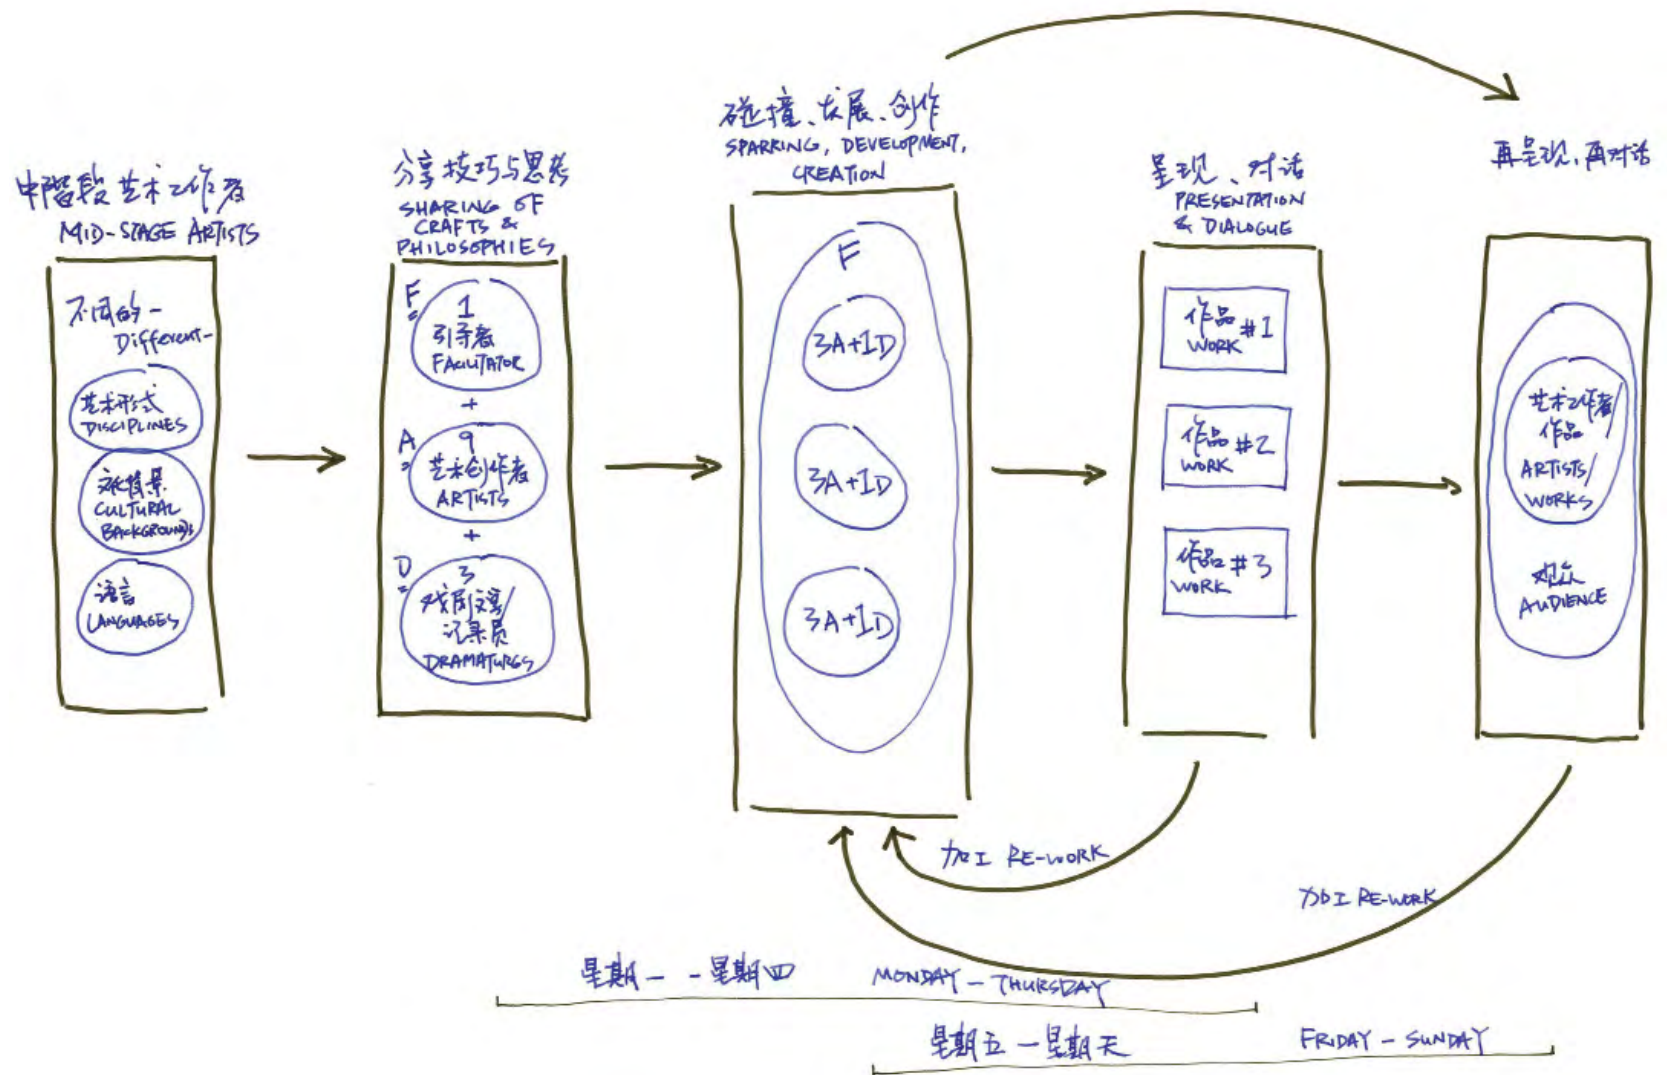 中階段艺术工作者
MID-STAGE ARTISTS
不同的-
Different-
艺术形式
DISCIPLINES
CULTURAL
BACKGROUNDS
语言
LANGUAGES
分享技巧与思考
SHARING OF
CRAFTS &
PHILOSOPHIES
F
1
引导者
FACILITATOR
+
A
9
艺术创作者
ARTISTS
+
D
3
戏剧文学/
记录员
DRAMATURGS
碰撞、发展、创作
SPARRING, DEVELOPMENT,
CREATION
F
3A+1D
3A+1D
3A+1D
呈现、对话
PRESENTATION
& DIALOGUE
作品 #1
WORK
作品 #2
WORK
作品 #3
WORK
再呈现、再对话
艺术工作者/
作品
ARTISTS/
WORKS
观众
AUDIENCE
加工 RE-WORK
加工 RE-WORK
星期一 - 星期四 MONDAY - THURSDAY
星期五 - 星期天 FRIDAY - SUNDAY